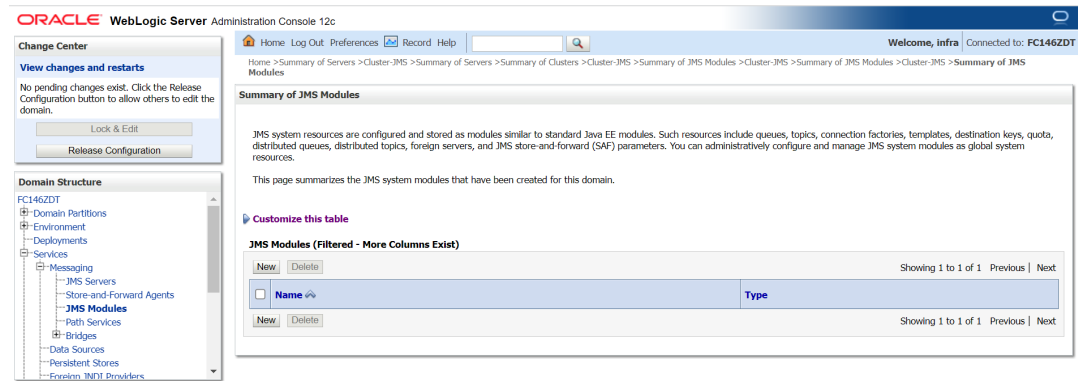 ORACLE WebLogic Server Administration Console 12c
Change Center
View changes and restarts
No pending changes exist. Click the Release
Configuration button to allow others to edit the
domain.
Lock & Edit
Release Configuration
Domain Structure
FC146ZDT
Domain Partitions
Environment
Deployments
Services
Messaging
JMS Servers
Store-and-Forward Agents
JMS Modules
Path Services
Bridges
Data Sources
Persistent Stores
Foreign JNDI Providers
Home Log Out Preferences Record Help
Welcome, infra Connected to: FC146ZDT
Home >Summary of Servers >Cluster-JMS >Summary of Servers >Summary of Clusters >Cluster-JMS >Summary of JMS Modules >Cluster-JMS >Summary of JMS Modules >Cluster-JMS >Summary of JMS
Modules
Summary of JMS Modules
JMS system resources are configured and stored as modules similar to standard Java EE modules. Such resources include queues, topics, connection factories, templates, destination keys, quota,
distributed queues, distributed topics, foreign servers, and JMS store-and-forward (SAF) parameters. You can administratively configure and manage JMS system modules as global system
resources.
This page summarizes the JMS system modules that have been created for this domain.
Customize this table
JMS Modules (Filtered - More Columns Exist)
New Delete Showing 1 to 1 of 1 Previous | Next
Name Type
New Delete Showing 1 to 1 of 1 Previous | Next